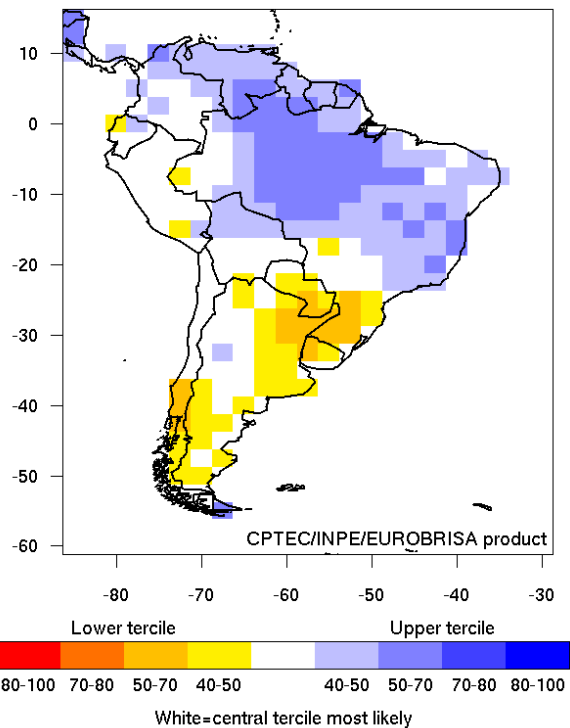 10
0
-10
-20
-30
-40
-50
-60
CPTEC/INPE/EUROBRISA product
-80 -70 -60 -50 -40 -30
Lower tercile Upper tercile
80-100 70-80 50-70 40-50 40-50 50-70 70-80 80-100
White=central tercile most likely